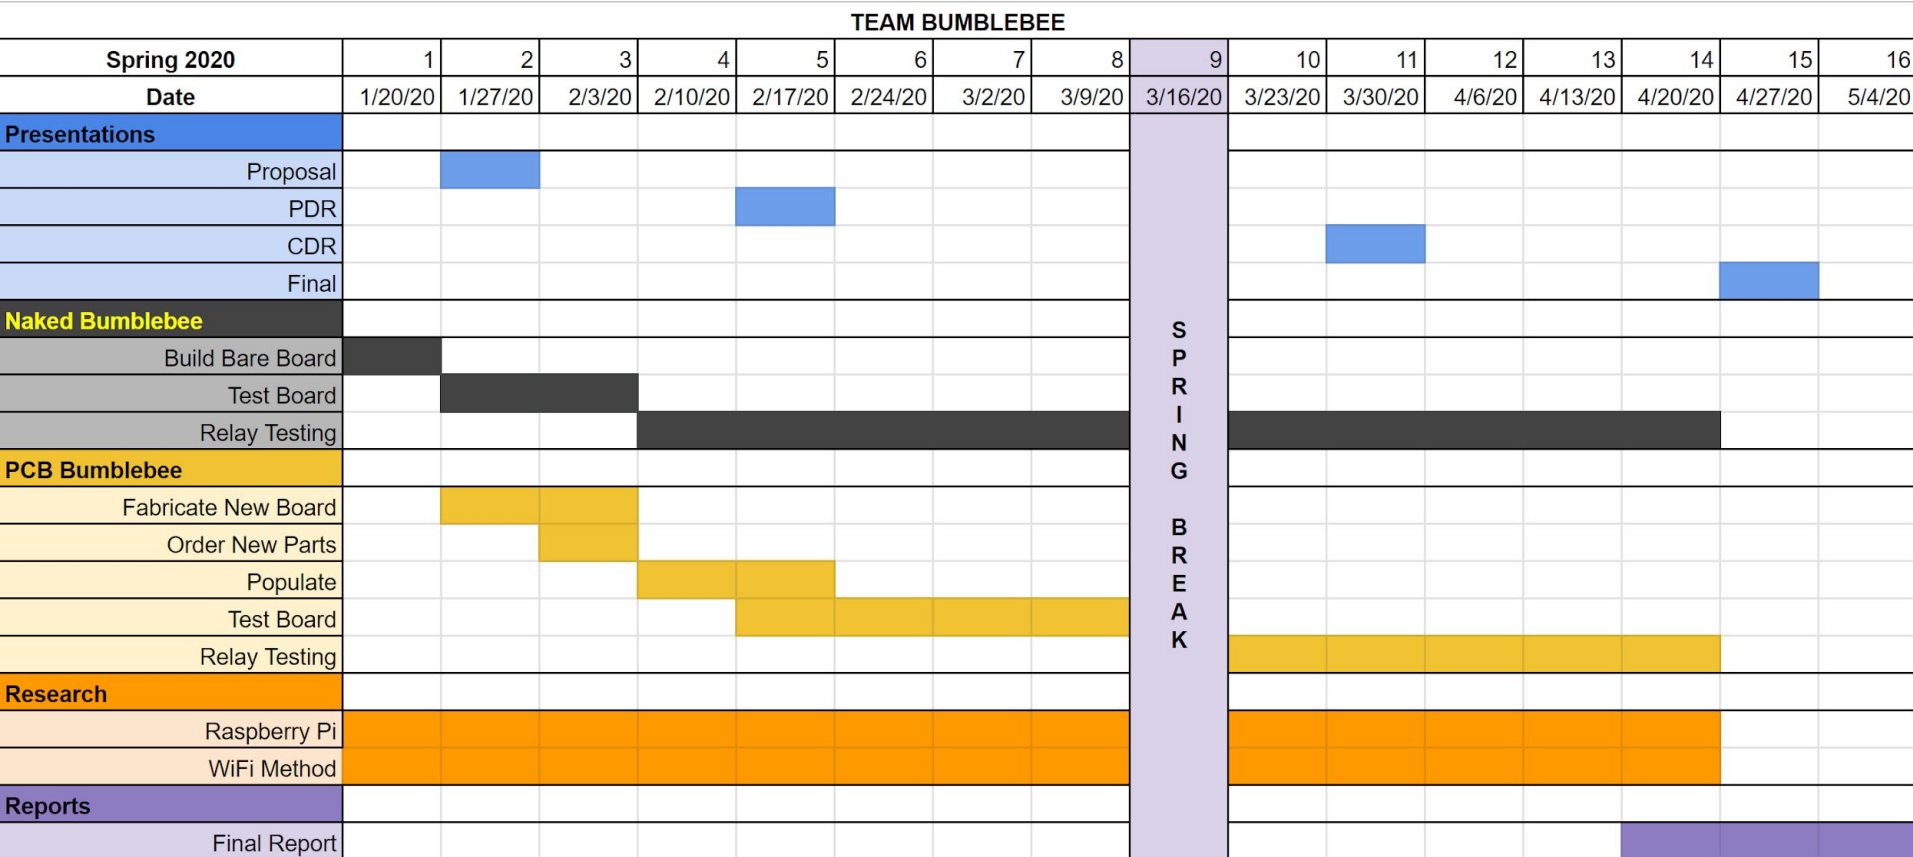 TEAM BUMBLEBEE
Spring 2020 1 2 3 4 5 6 7 8 9 10 11 12 13 14 15 16
Date 1/20/20 1/27/20 2/3/20 2/10/20 2/17/20 2/24/20 3/2/20 3/9/20 3/16/20 3/23/20 3/30/20 4/6/20 4/13/20 4/20/20 4/27/20 5/4/20
Presentations
Proposal
PDR
CDR
Final
Naked Bumblebee
Build Bare Board
Test Board
Relay Testing
PCB Bumblebee
Fabricate New Board
Order New Parts
Populate
Test Board
Relay Testing
Research
Raspberry Pi
WiFi Method
Reports
Final Report
SPRING BREAK